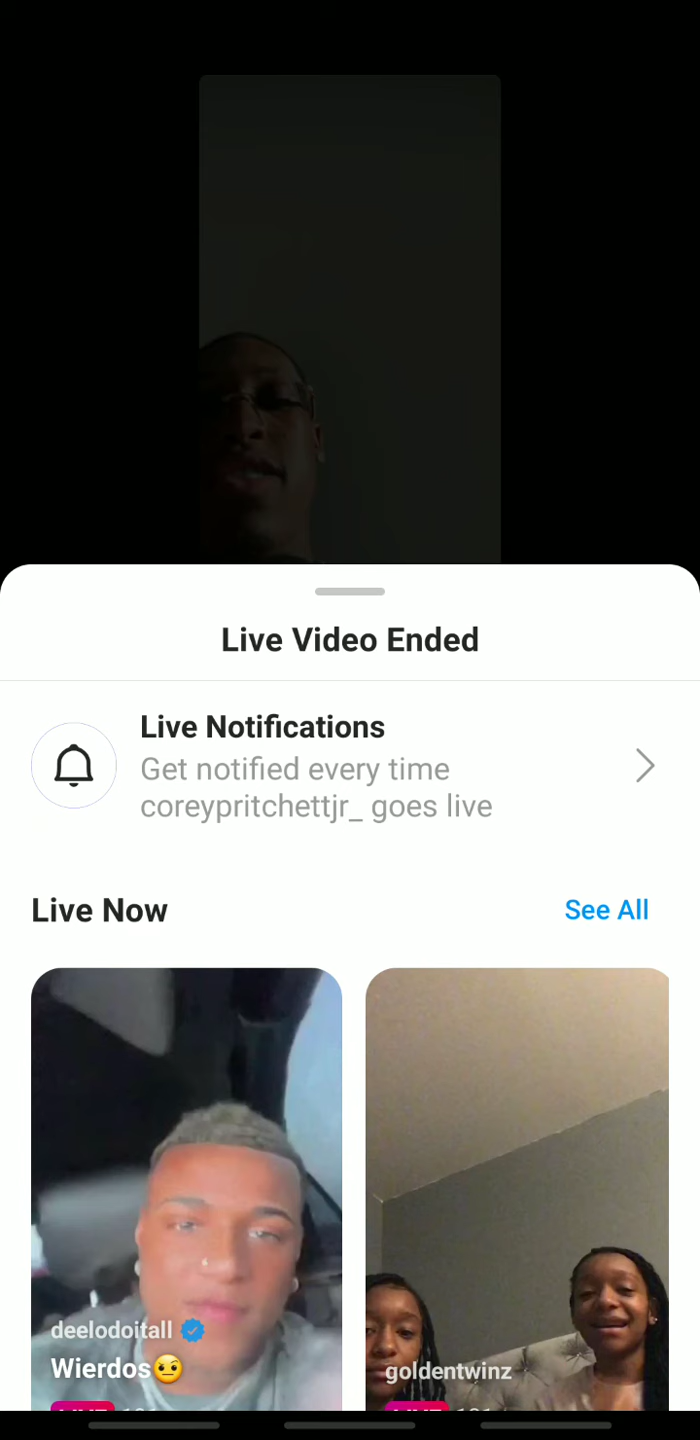 Live Video Ended
Live Notifications
Get notified every time
coreypritchettjr_ goes live
Live Now
See All
deelodoitall
Wierdos🤨
goldentwinz